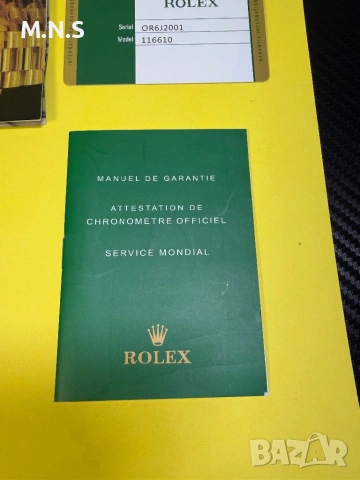 M.N.S
ROLEX
Serial OR6J2001
Model 116610
MANUEL DE GARANTIE
ATTESTATION DE
CHRONOMÈTRE OFFICIEL
SERVICE MONDIAL
ROLEX
BAZAR
bg